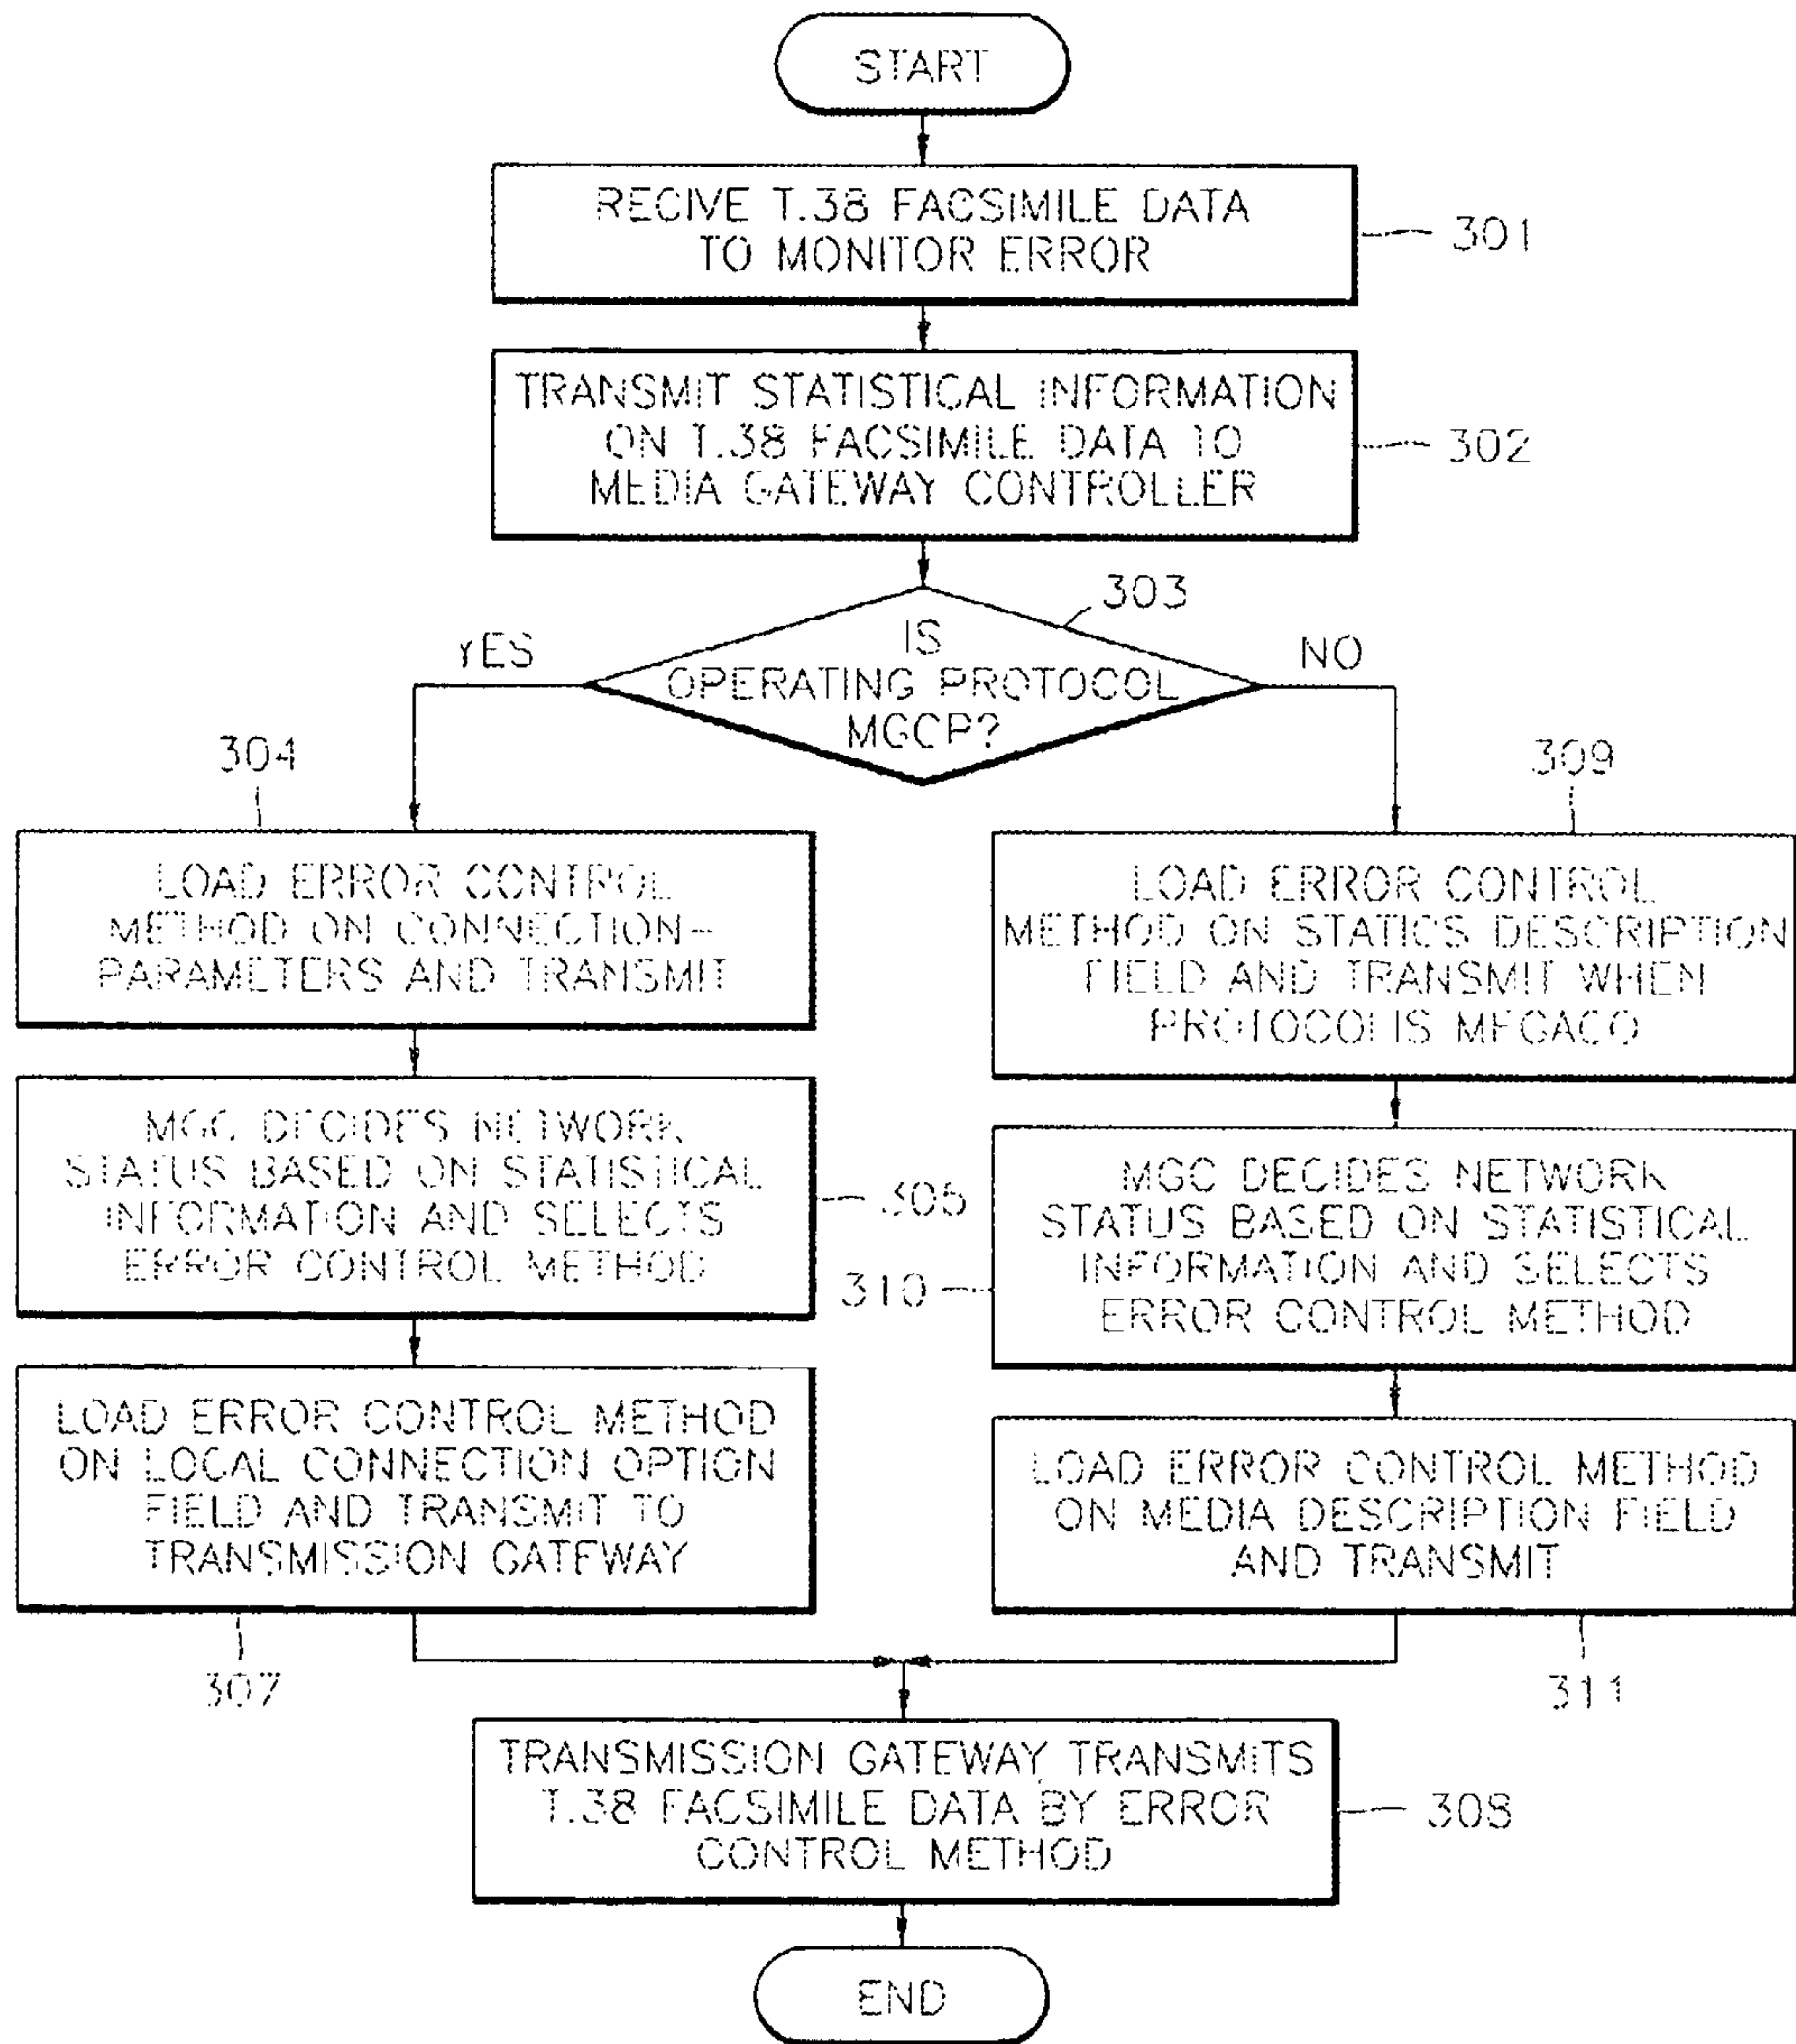 START
RECIVE T.38 FACSIMILE DATA
TO MONITOR ERROR
301
TRANSMIT STATISTICAL INFORMATION
ON T.38 FACSIMILE DATA TO
MEDIA GATEWAY CONTROLLER
302
303
IS
OPERATING PROTOCOL
MGCP?
YES
NO
304
LOAD ERROR CONTROL
METHOD ON CONNECTION-
PARAMETERS AND TRANSMIT
MGC DECIDES NETWORK
STATUS BASED ON STATISTICAL
INFORMATION AND SELECTS
ERROR CONTROL METHOD
305
LOAD ERROR CONTROL METHOD
ON LOCAL CONNECTION OPTION
FIELD AND TRANSMIT TO
TRANSMISSION GATEWAY
307
309
LOAD ERROR CONTROL
METHOD ON STATICS DESCRIPTION
FIELD AND TRANSMIT WHEN
PROTOCOL IS MEGACO
MGC DECIDES NETWORK
STATUS BASED ON STATISTICAL
INFORMATION AND SELECTS
ERROR CONTROL METHOD
310
LOAD ERROR CONTROL METHOD
ON MEDIA DESCRIPTION FIELD
AND TRANSMIT
311
TRANSMISSION GATEWAY TRANSMITS
T.38 FACSIMILE DATA BY ERROR
CONTROL METHOD
308
END